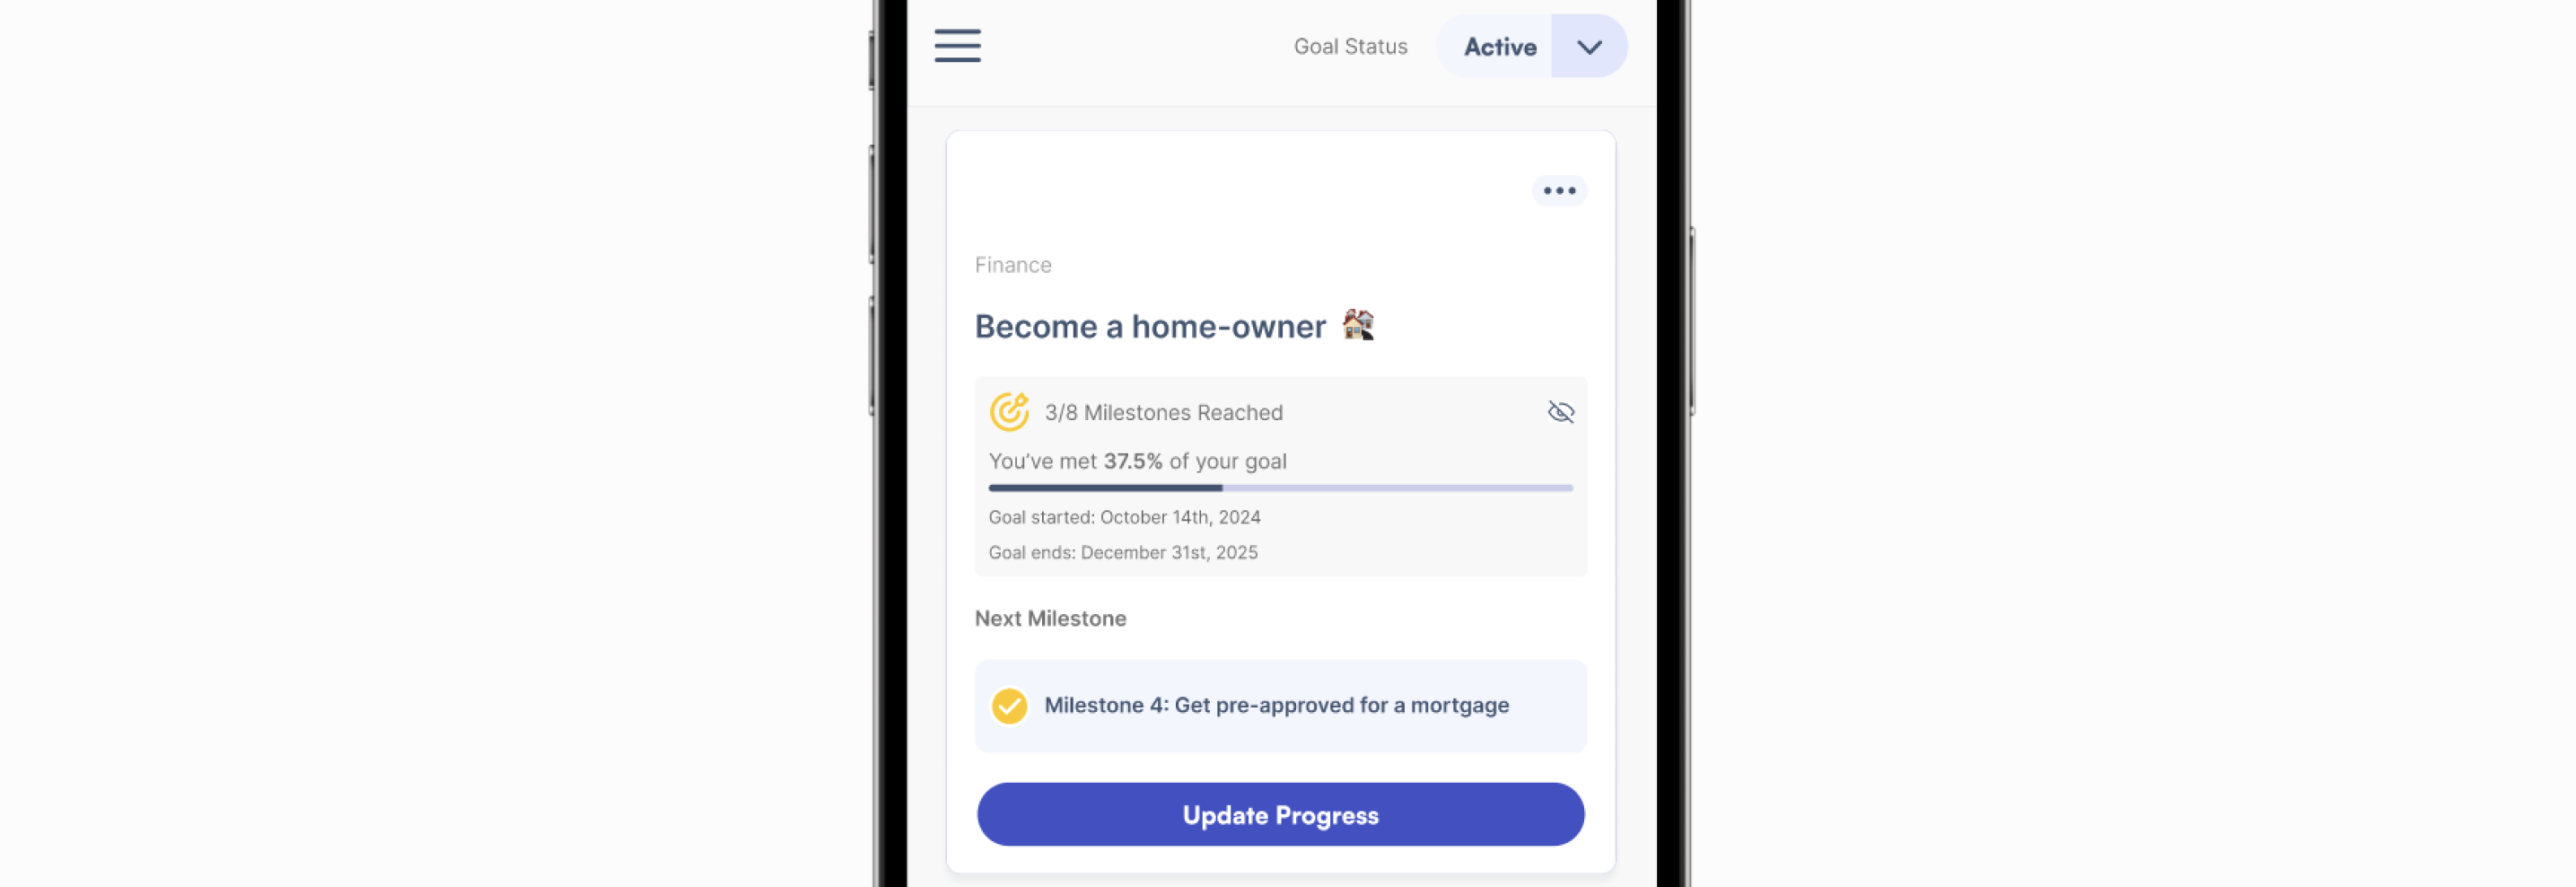 Goal Status
Active
Finance
Become a home-owner 🏘️
3/8 Milestones Reached
You've met 37.5% of your goal
Goal started: October 14th, 2024
Goal ends: December 31st, 2025
Next Milestone
Milestone 4: Get pre-approved for a mortgage
Update Progress